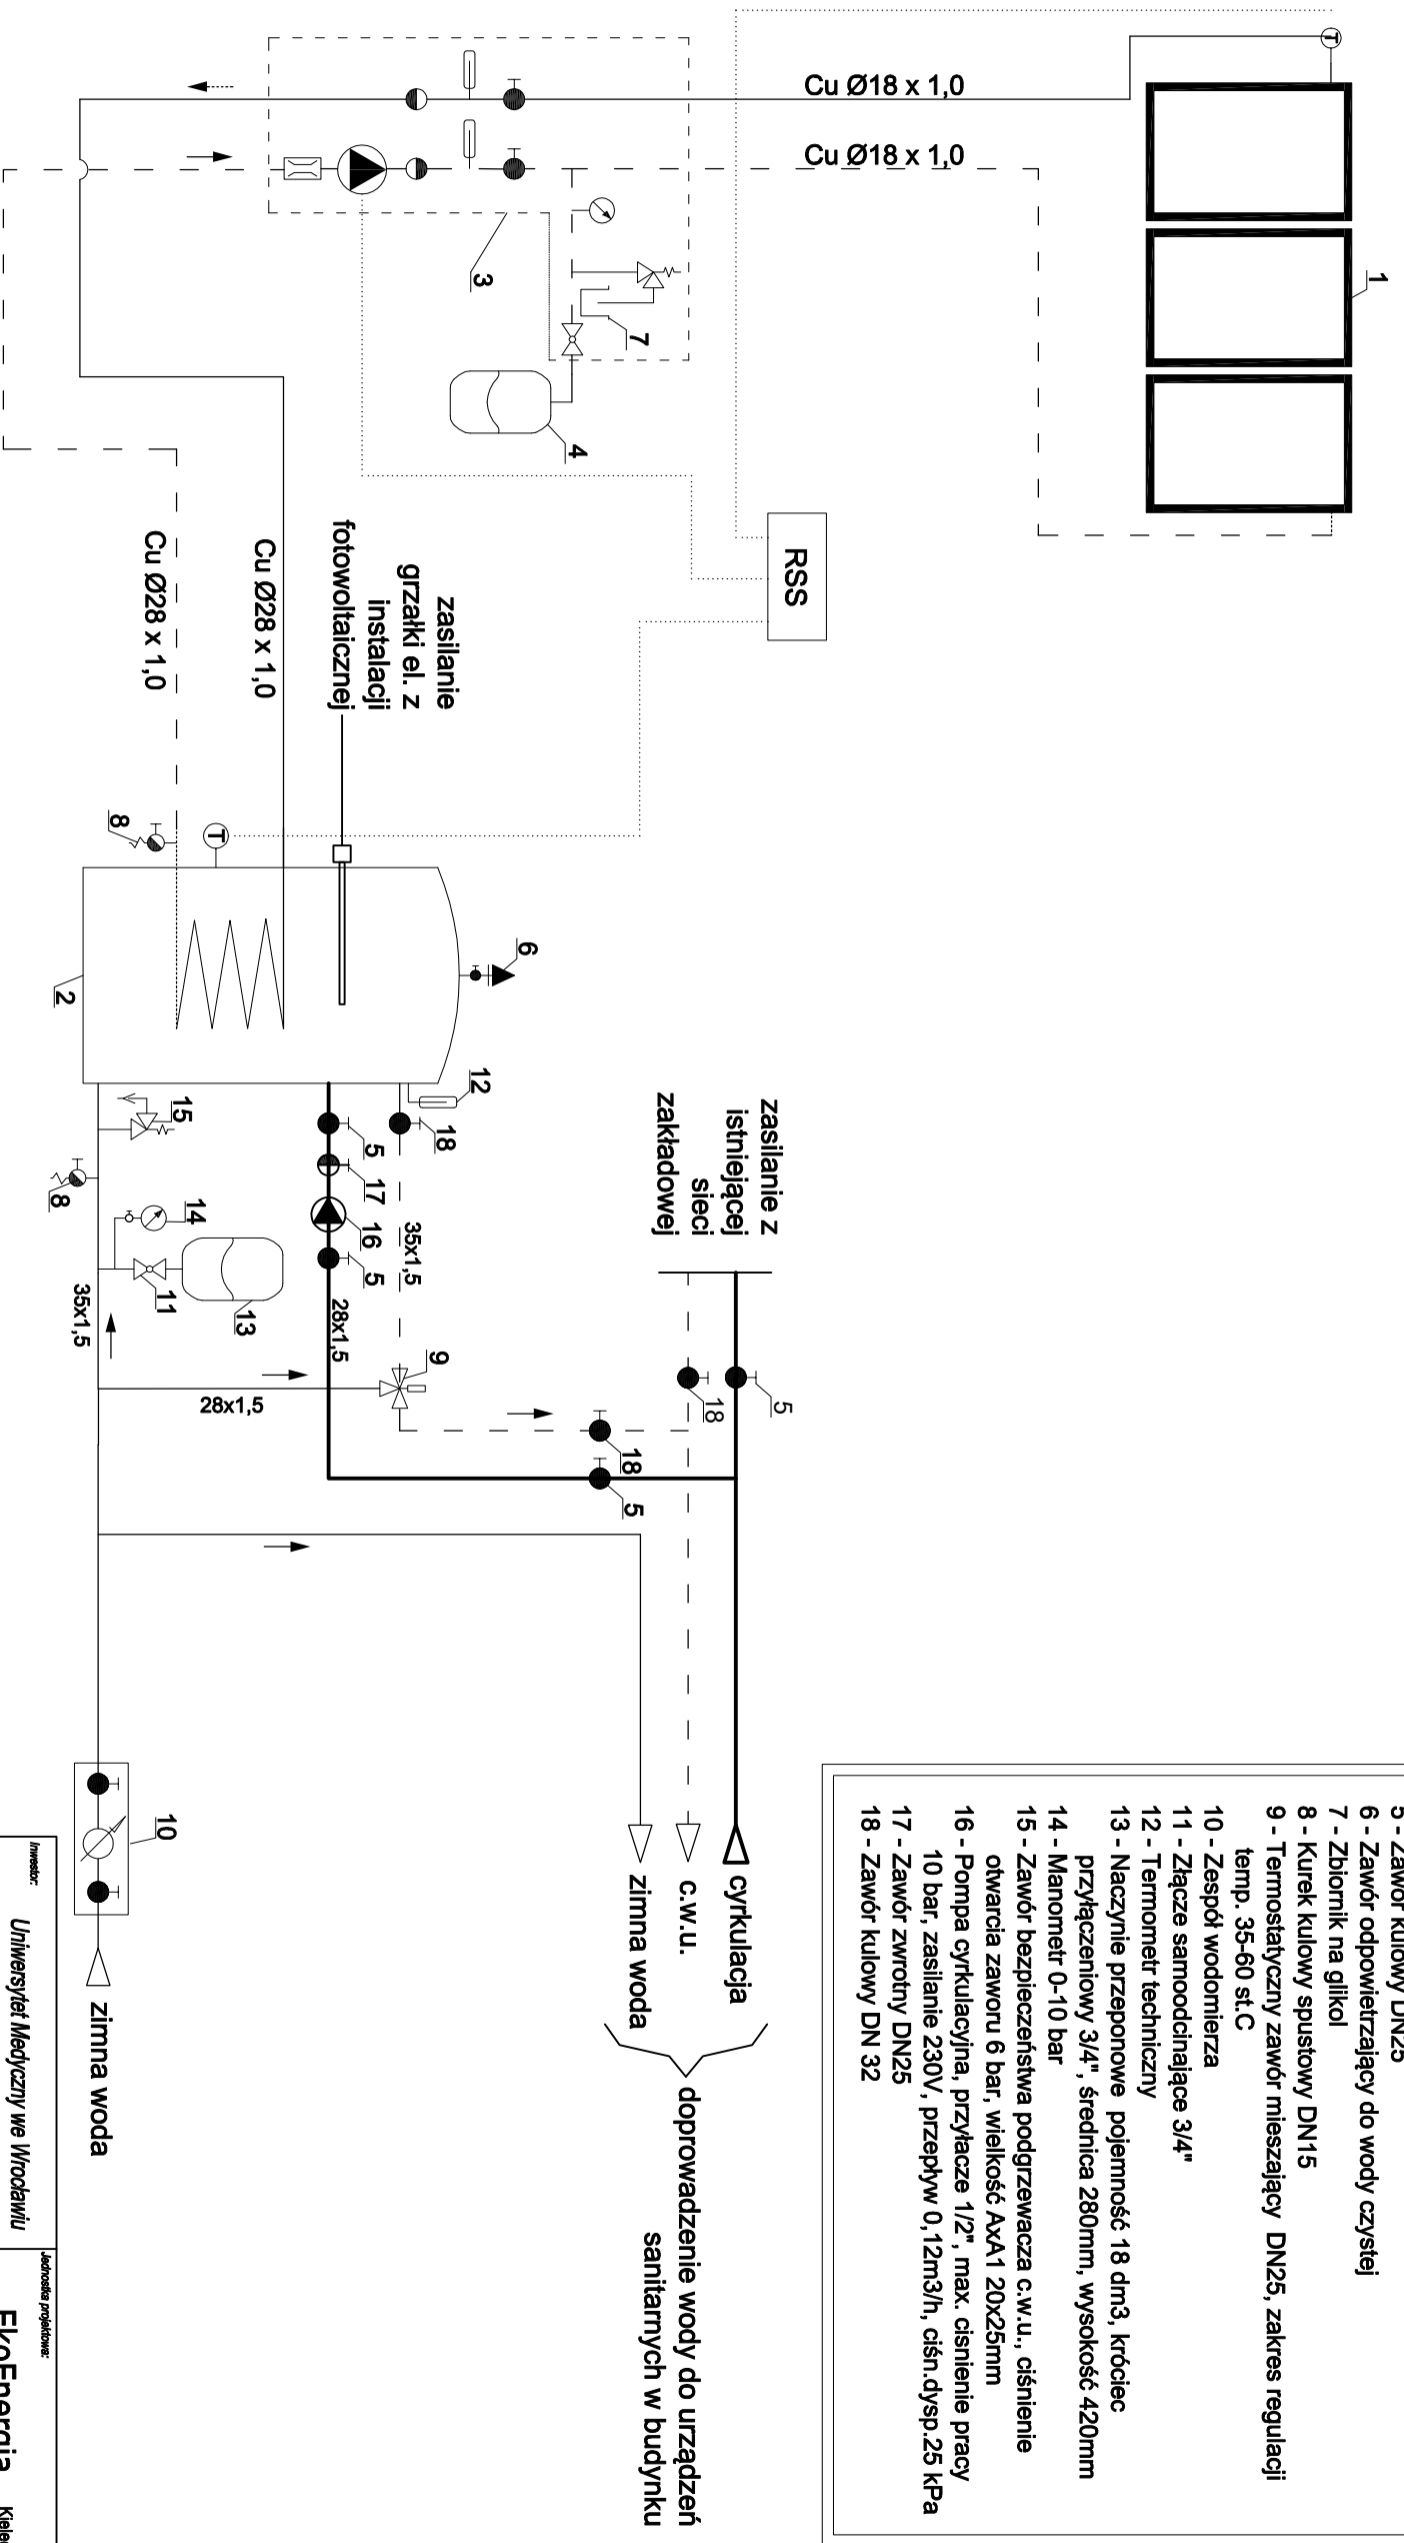 1
T
Cu Ø18 x 1,0
Cu Ø18 x 1,0
3
7
4
RSS
zasilanie
grzałki el. z
instalacji
fotowoltaicznej
Cu Ø28 x 1,0
Cu Ø28 x 1,0
8
T
6
2
12
15
5
18
17
16
35x1,5
5
8
14
11
13
35x1,5
28x1,5
9
28x1,5
zasilanie z
istniejącej
sieci
zakładowej
5
18
18
5
10
cyrkulacja
c.w.u.
zimna woda
zimna woda
doprowadzenie wody do urządzeń
sanitarnych w budynku
5 - Zawór kulowy DN25
6 - Zawór odpowietrzający do wody czystej
7 - Zbiornik na glikol
8 - Kurek kulowy spustowy DN15
9 - Termostatyczny zawór mieszający DN25, zakres regulacji
temp. 35-60 st.C
10 - Zespół wodomierza
11 - Złącze samoodcinające 3/4"
12 - Termometr techniczny
13 - Naczynie przeponowe pojemność 18 dm3, króciec
przyłączeniowy 3/4", średnica 280mm, wysokość 420mm
14 - Manometr 0-10 bar
15 - Zawór bezpieczeństwa podgrzewacza c.w.u., ciśnienie
otwarcia zaworu 6 bar, wielkość AxA1 20x25mm
16 - Pompa cyrkulacyjna, przyłacze 1/2", max. cisnienie pracy
10 bar, zasilanie 230V, przepływ 0,12m3/h, ciśn.dysp.25 kPa
17 - Zawór zwrotny DN25
18 - Zawór kulowy DN 32
Inwestor:
Uniwersytet Medyczny we Wrocławiu
Jednostka projektowa:
EkoEnergia